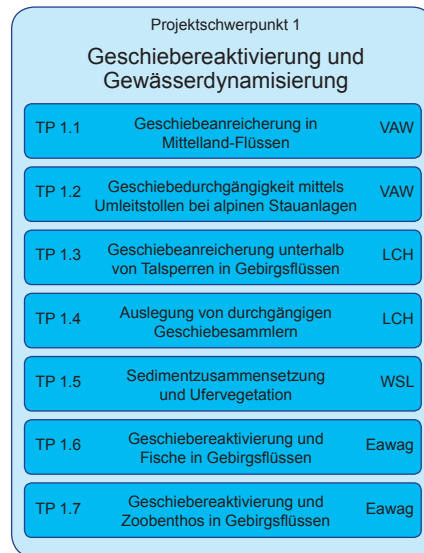 Projektschwerpunkt 1
Geschiebereaktivierung und
Gewässerdynamisierung
TP 1.1 Geschiebeanreicherung in VAW
Mittelland-Flüssen
TP 1.2 Geschiebedurchgängigkeit mittels VAW
Umleitstollen bei alpinen Stauanlagen
TP 1.3 Geschiebeanreicherung unterhalb LCH
von Talsperren in Gebirgsflüssen
TP 1.4 Auslegung von durchgängigen LCH
Geschiebesammlern
TP 1.5 Sedimentzusammensetzung WSL
und Ufervegetation
TP 1.6 Geschiebereaktivierung und Eawag
Fische in Gebirgsflüssen
TP 1.7 Geschiebereaktivierung und Eawag
Zoobenthos in Gebirgsflüssen